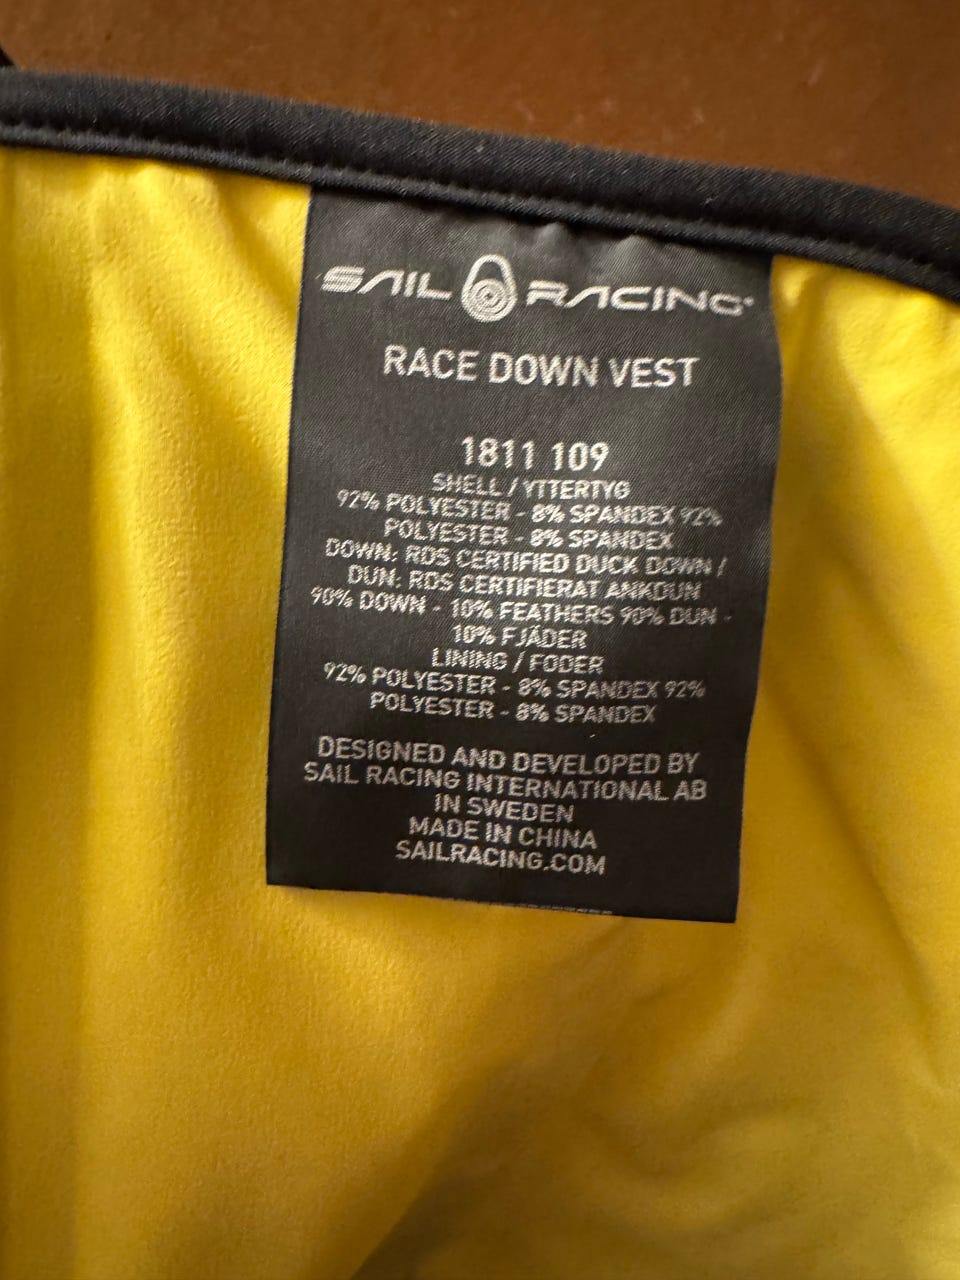 SAIL RACING®
RACE DOWN VEST
1811 109
SHELL / YTTERTYG
92% POLYESTER - 8% SPANDEX 92%
POLYESTER - 8% SPANDEX
DOWN: RDS CERTIFIED DUCK DOWN /
DUN: RDS CERTIFIERAT ANKDUN
90% DOWN - 10% FEATHERS 90% DUN -
10% FJÄDER
LINING / FODER
92% POLYESTER - 8% SPANDEX 92%
POLYESTER - 8% SPANDEX
DESIGNED AND DEVELOPED BY
SAIL RACING INTERNATIONAL AB
IN SWEDEN
MADE IN CHINA
SAILRACING.COM